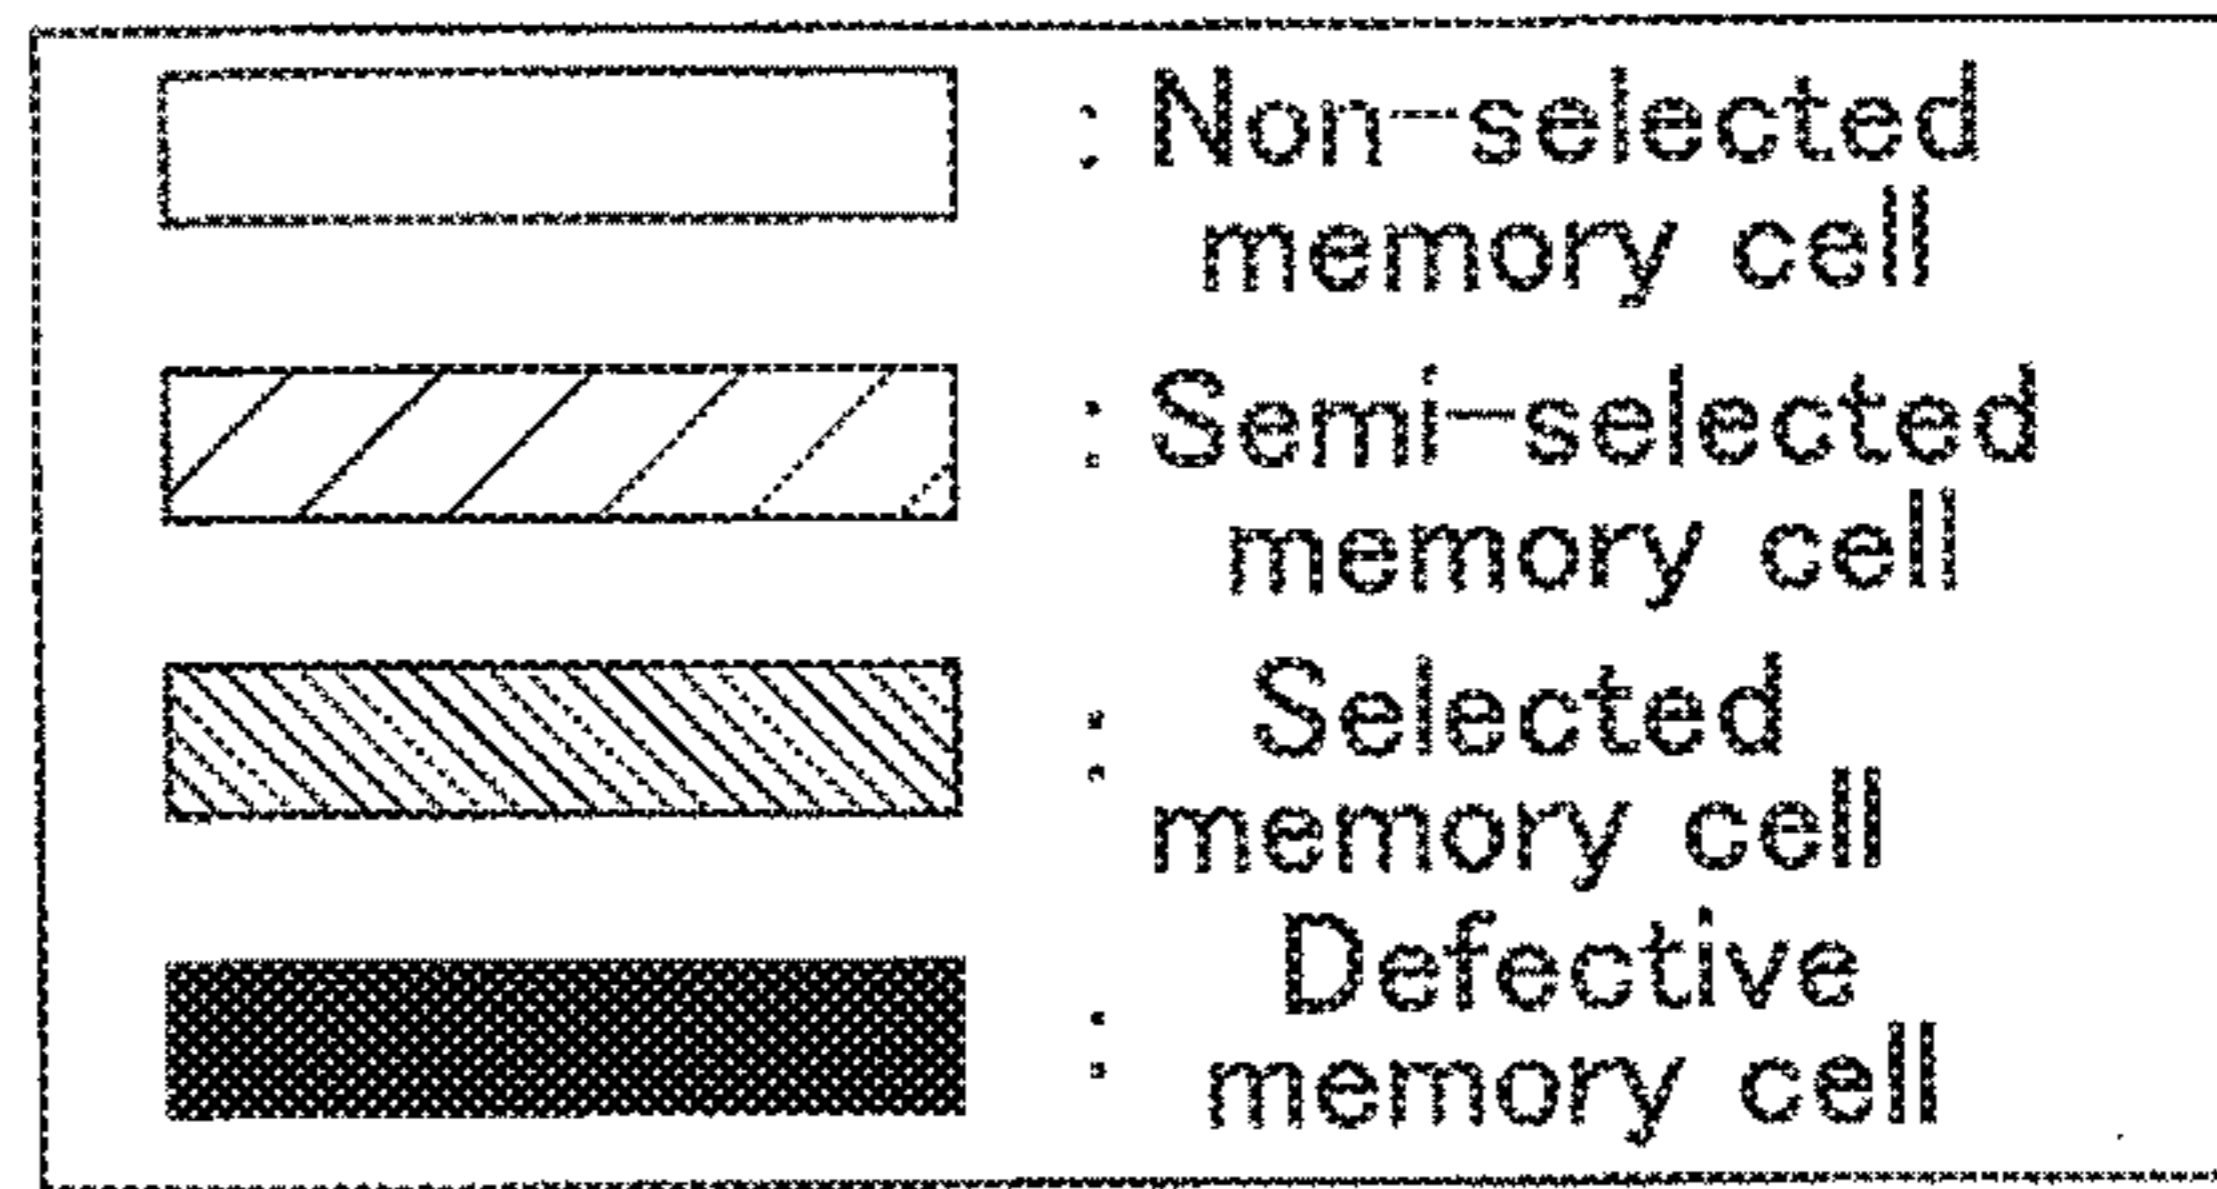 : Non-selected
memory cell
: Semi-selected
memory cell
: Selected
memory cell
: Defective
memory cell